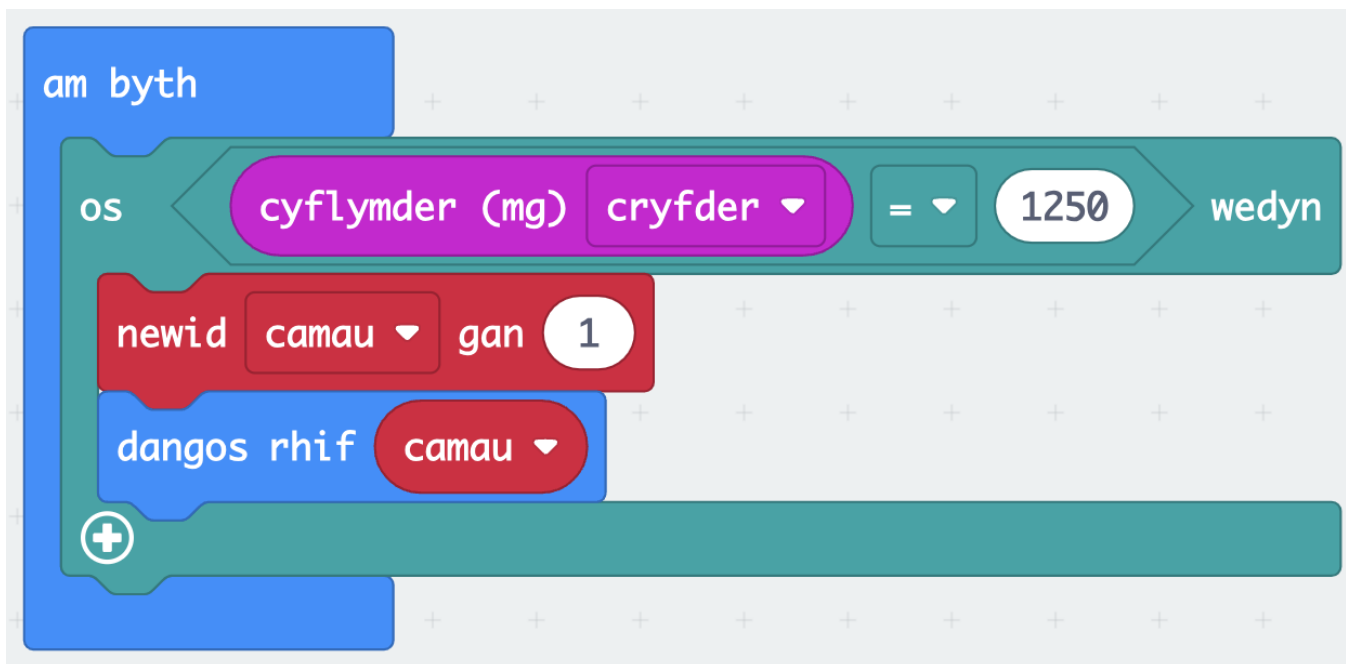 am byth
os cyflymder (mg) cryfder = 1250 wedyn
newid camau gan 1
dangos rhif camau